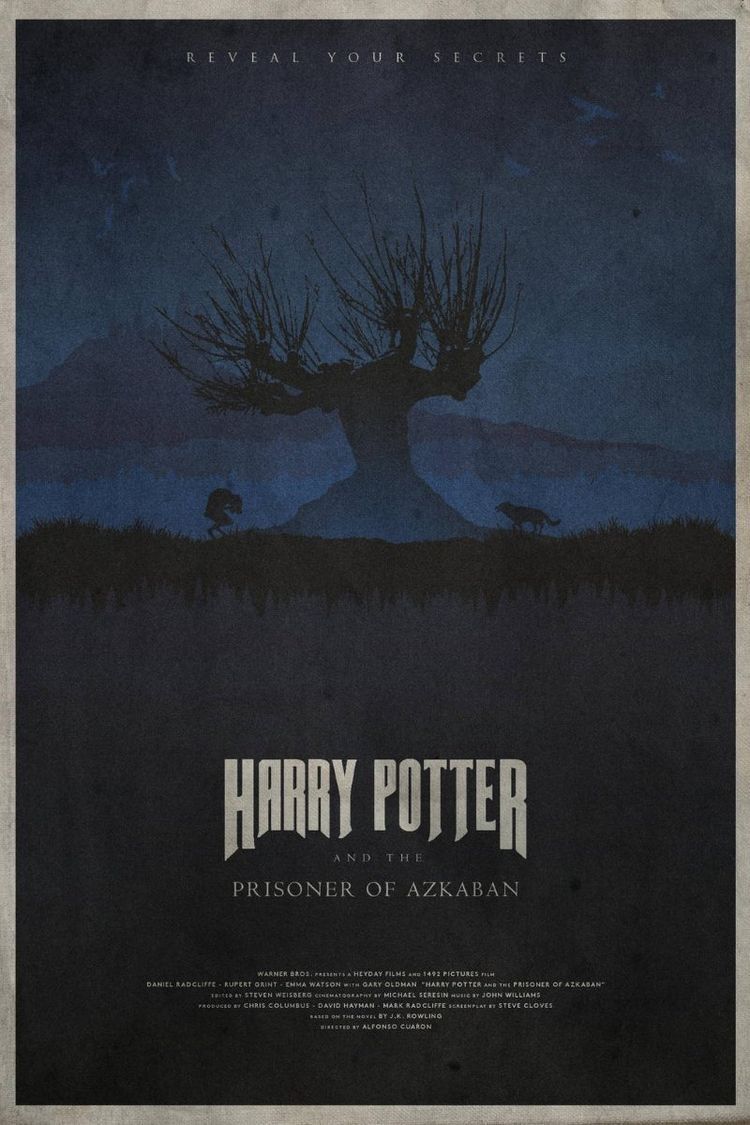 REVEAL YOUR SECRETS
HARRY POTTER
AND THE
PRISONER OF AZKABAN
WARNER BROS. PRESENTS A HEYDAY FILMS AND 1492 PICTURES FILM
DANIEL RADCLIFFE - RUPERT GRINT - EMMA WATSON WITH GARY OLDMAN "HARRY POTTER AND THE PRISONER OF AZKABAN"
EDITED BY STEVEN WEISBERG CINEMATOGRAPHY BY MICHAEL SERESIN MUSIC BY JOHN WILLIAMS
PRODUCED BY CHRIS COLUMBUS - DAVID HAYMAN - MARK RADCLIFFE SCREENPLAY BY STEVE CLOVES
BASED ON THE NOVEL BY J.K. ROWLING
DIRECTED BY ALFONSO CUARÓN